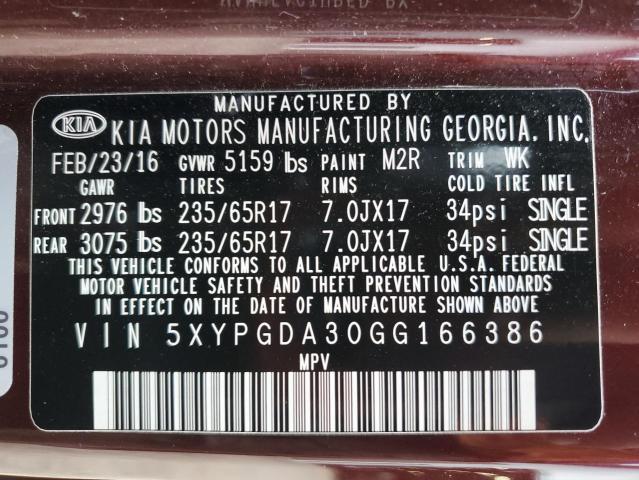 MANUFACTURED BY
KIA KIA MOTORS MANUFACTURING GEORGIA. INC.
FEB/23/16 GVWR 5159 lbs PAINT M2R TRIM WK
GAWR TIRES RIMS COLD TIRE INFL
FRONT 2976 lbs 235/65R17 7.0JX17 34psi SINGLE
REAR 3075 lbs 235/65R17 7.0JX17 34psi SINGLE
THIS VEHICLE CONFORMS TO ALL APPLICABLE U.S.A. FEDERAL
MOTOR VEHICLE SAFETY AND THEFT PREVENTION STANDARDS
IN EFFECT ON THE DATE OF MANUFACTURE SHOWN ABOVE.
VIN 5XYPGDA30GG166386
MPV